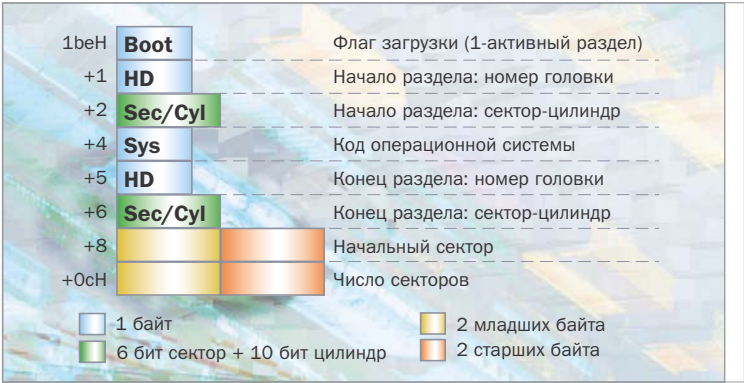 1beH Boot Флаг загрузки (1-активный раздел)
+1 HD Начало раздела: номер головки
+2 Sec/Cyl Начало раздела: сектор-цилиндр
+4 Sys Код операционной системы
+5 HD Конец раздела: номер головки
+6 Sec/Cyl Конец раздела: сектор-цилиндр
+8 Начальный сектор
+0cH Число секторов
1 байт 2 младших байта
6 бит сектор + 10 бит цилиндр 2 старших байта